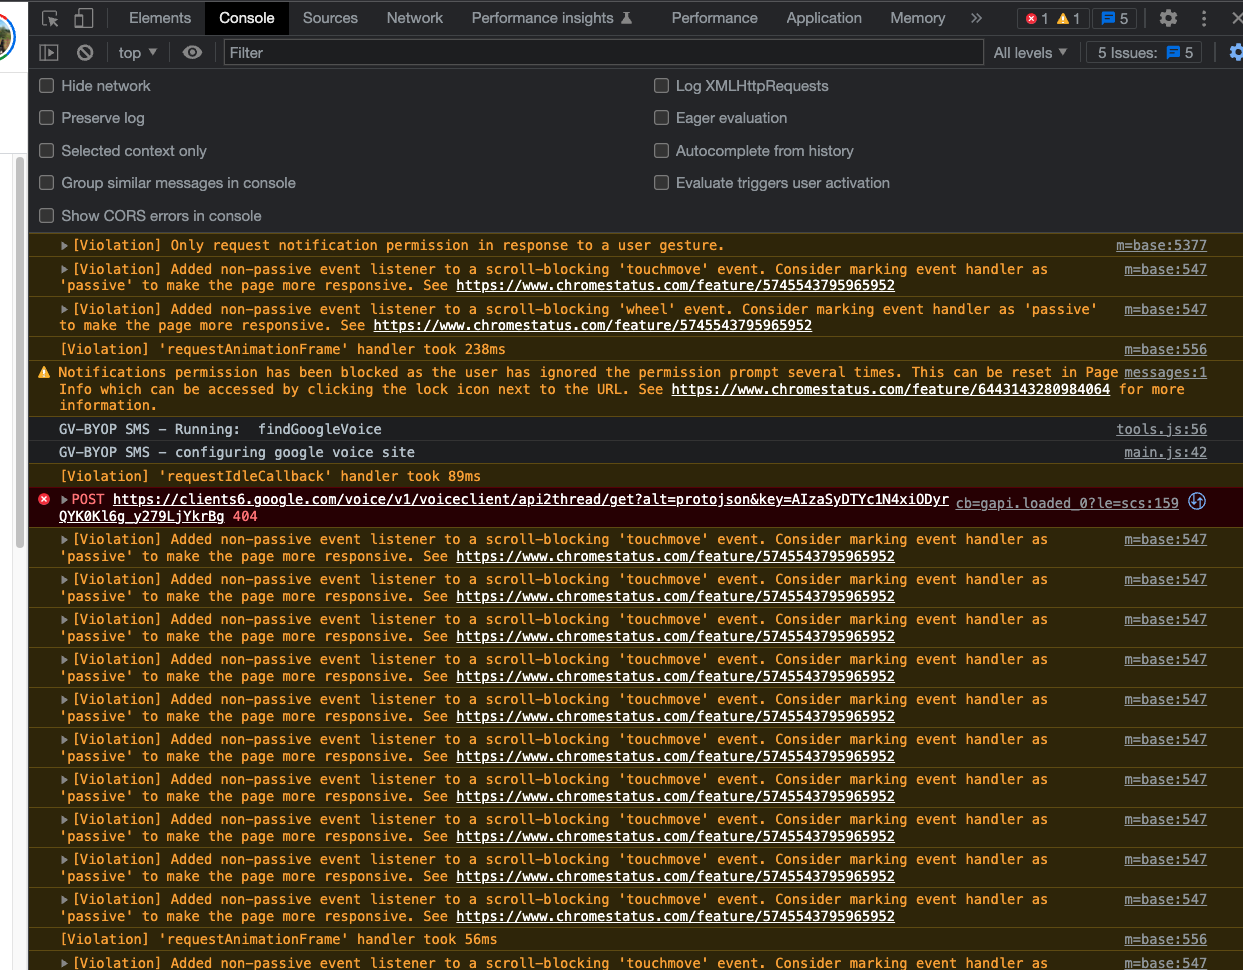 Elements Console Sources Network Performance insights Performance Application Memory » 1 1 5
top Filter All levels 5 Issues: 5
Hide network Log XMLHttpRequests
Preserve log Eager evaluation
Selected context only Autocomplete from history
Group similar messages in console Evaluate triggers user activation
Show CORS errors in console
[Violation] Only request notification permission in response to a user gesture. m=base:5377
[Violation] Added non-passive event listener to a scroll-blocking 'touchmove' event. Consider marking event handler as m=base:547
'passive' to make the page more responsive. See https://www.chromestatus.com/feature/5745543795965952
[Violation] Added non-passive event listener to a scroll-blocking 'wheel' event. Consider marking event handler as 'passive' m=base:547
to make the page more responsive. See https://www.chromestatus.com/feature/5745543795965952
[Violation] 'requestAnimationFrame' handler took 238ms m=base:556
Notifications permission has been blocked as the user has ignored the permission prompt several times. This can be reset in Page messages:1
Info which can be accessed by clicking the lock icon next to the URL. See https://www.chromestatus.com/feature/6443143280984064 for more
information.
GV-BYOP SMS - Running: findGoogleVoice tools.js:56
GV-BYOP SMS - configuring google voice site main.js:42
[Violation] 'requestIdleCallback' handler took 89ms
POST https://clients6.google.com/voice/v1/voiceclient/api2thread/get?alt=protojson&key=AIzaSyDTYc1N4xiODyr cb=gapi.loaded_0?le=scs:159
QYK0Kl6g_y279LjYkrBg 404
[Violation] Added non-passive event listener to a scroll-blocking 'touchmove' event. Consider marking event handler as m=base:547
'passive' to make the page more responsive. See https://www.chromestatus.com/feature/5745543795965952
[Violation] Added non-passive event listener to a scroll-blocking 'touchmove' event. Consider marking event handler as m=base:547
'passive' to make the page more responsive. See https://www.chromestatus.com/feature/5745543795965952
[Violation] Added non-passive event listener to a scroll-blocking 'touchmove' event. Consider marking event handler as m=base:547
'passive' to make the page more responsive. See https://www.chromestatus.com/feature/5745543795965952
[Violation] Added non-passive event listener to a scroll-blocking 'touchmove' event. Consider marking event handler as m=base:547
'passive' to make the page more responsive. See https://www.chromestatus.com/feature/5745543795965952
[Violation] Added non-passive event listener to a scroll-blocking 'touchmove' event. Consider marking event handler as m=base:547
'passive' to make the page more responsive. See https://www.chromestatus.com/feature/5745543795965952
[Violation] Added non-passive event listener to a scroll-blocking 'touchmove' event. Consider marking event handler as m=base:547
'passive' to make the page more responsive. See https://www.chromestatus.com/feature/5745543795965952
[Violation] Added non-passive event listener to a scroll-blocking 'touchmove' event. Consider marking event handler as m=base:547
'passive' to make the page more responsive. See https://www.chromestatus.com/feature/5745543795965952
[Violation] Added non-passive event listener to a scroll-blocking 'touchmove' event. Consider marking event handler as m=base:547
'passive' to make the page more responsive. See https://www.chromestatus.com/feature/5745543795965952
[Violation] Added non-passive event listener to a scroll-blocking 'touchmove' event. Consider marking event handler as m=base:547
'passive' to make the page more responsive. See https://www.chromestatus.com/feature/5745543795965952
[Violation] Added non-passive event listener to a scroll-blocking 'touchmove' event. Consider marking event handler as m=base:547
'passive' to make the page more responsive. See https://www.chromestatus.com/feature/5745543795965952
[Violation] 'requestAnimationFrame' handler took 56ms m=base:556
[Violation] Added non-passive event listener to a scroll-blocking 'touchmove' event. Consider marking event handler as m=base:547